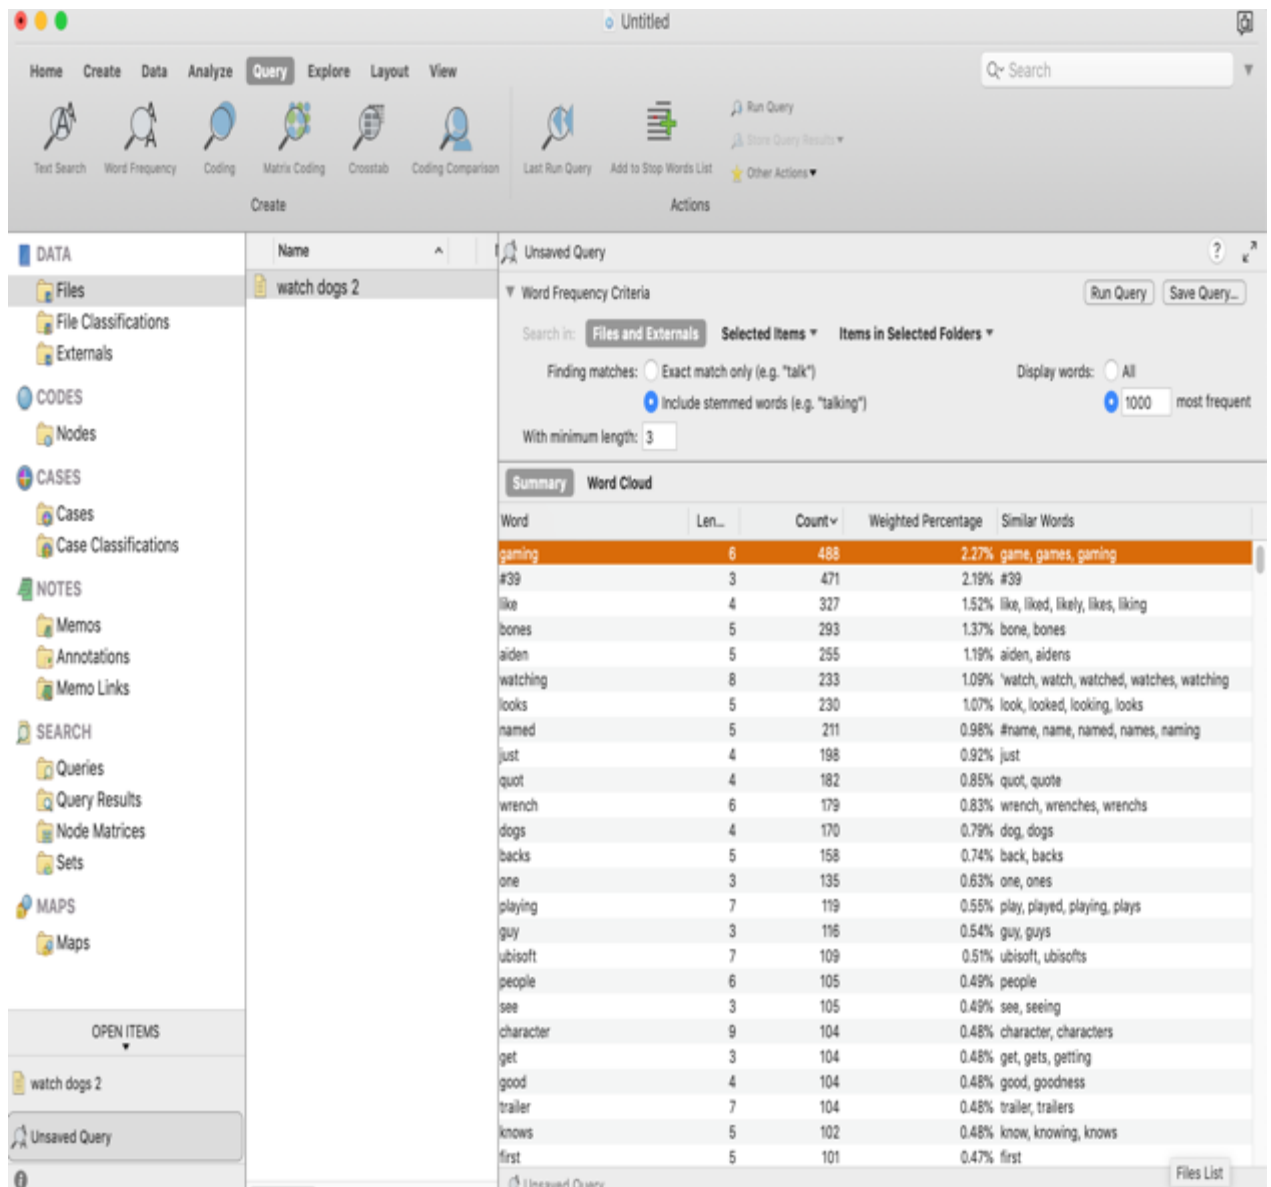 Untitled
Home Create Data Analyze Query Explore Layout View
Search
Text Search Word Frequency Coding Matrix Coding Crosstab Coding Comparison Last Run Query Add to Stop Words List
Run Query
Store Query Results
Other Actions
Create Actions
DATA
Files
File Classifications
Externals
CODES
Nodes
CASES
Cases
Case Classifications
NOTES
Memos
Annotations
Memo Links
SEARCH
Queries
Query Results
Node Matrices
Sets
MAPS
Maps
OPEN ITEMS
watch dogs 2
Unsaved Query
Name
watch dogs 2
Unsaved Query ?
Word Frequency Criteria Run Query Save Query...
Search in: Files and Externals Selected Items Items in Selected Folders
Finding matches: Exact match only (e.g. "talk") Display words: All
Include stemmed words (e.g. "talking") 1000 most frequent
With minimum length: 3
Summary Word Cloud
Word Len... Count Weighted Percentage Similar Words
gaming 6 488 2.27% game, games, gaming
#39 3 471 2.19% #39
like 4 327 1.52% like, liked, likely, likes, liking
bones 5 293 1.37% bone, bones
aiden 5 255 1.19% aiden, aidens
watching 8 233 1.09% 'watch, watch, watched, watches, watching
looks 5 230 1.07% look, looked, looking, looks
named 5 211 0.98% #name, name, named, names, naming
just 4 198 0.92% just
quot 4 182 0.85% quot, quote
wrench 6 179 0.83% wrench, wrenches, wrenchs
dogs 4 170 0.79% dog, dogs
backs 5 158 0.74% back, backs
one 3 135 0.63% one, ones
playing 7 119 0.55% play, played, playing, plays
guy 3 116 0.54% guy, guys
ubisoft 7 109 0.51% ubisoft, ubisofts
people 6 105 0.49% people
see 3 105 0.49% see, seeing
character 9 104 0.48% character, characters
get 3 104 0.48% get, gets, getting
good 4 104 0.48% good, goodness
trailer 7 104 0.48% trailer, trailers
knows 5 102 0.48% know, knowing, knows
first 5 101 0.47% first
Unsaved Query
Files List